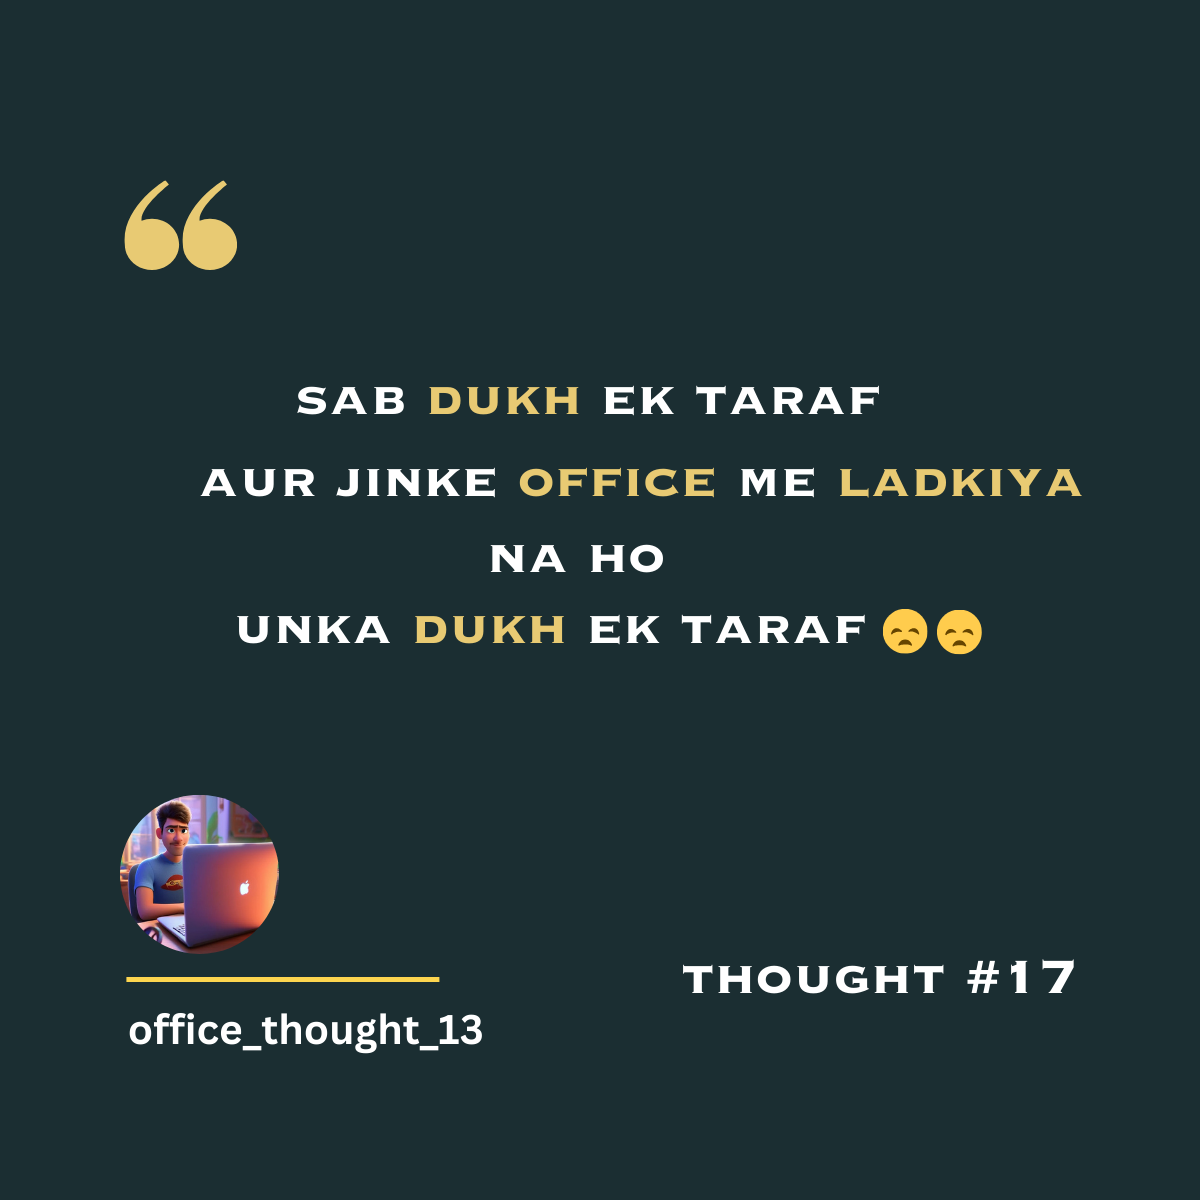 “
SAB DUKH EK TARAF
AUR JINKE OFFICE ME LADKIYA
NA HO
UNKA DUKH EK TARAF 😞😞
THOUGHT #17
office_thought_13